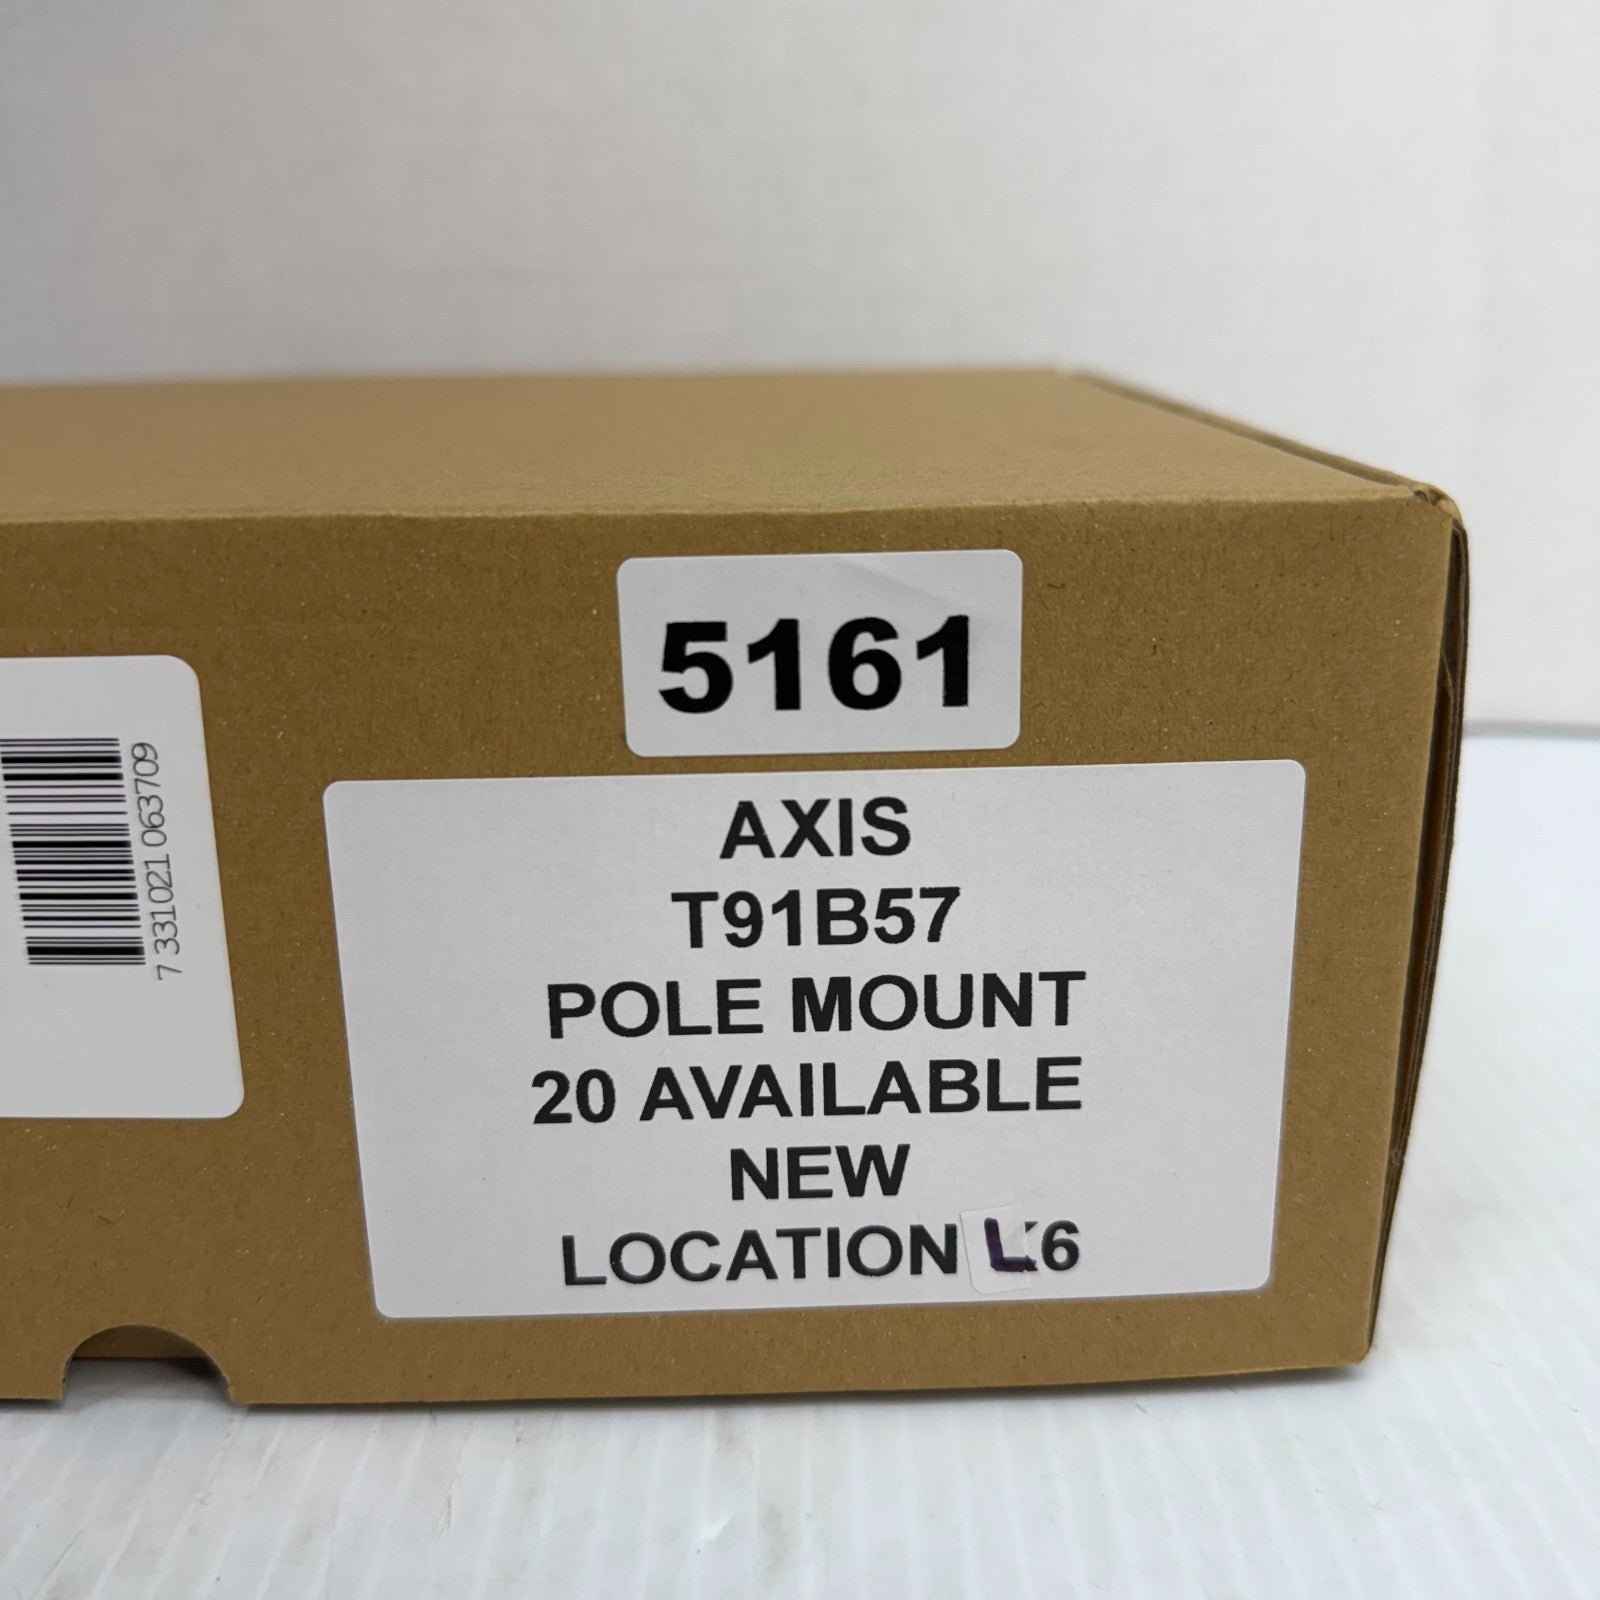 5161
7 331021 063709
AXIS
T91B57
POLE MOUNT
20 AVAILABLE
NEW
LOCATION L6